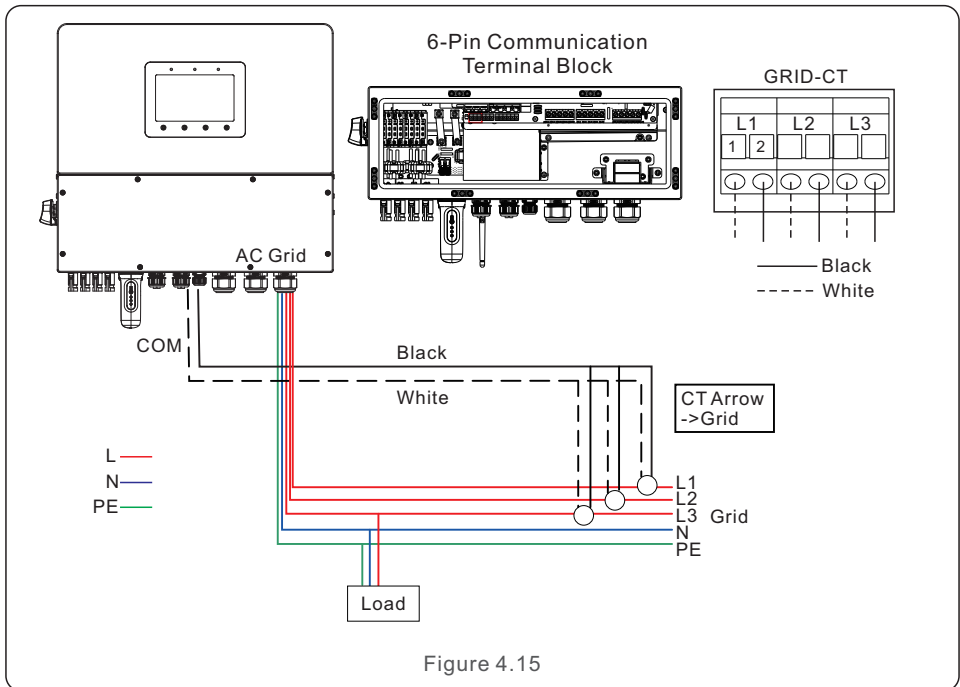 6-Pin Communication
Terminal Block
GRID-CT
L1 L2 L3
1 2
Black
White
AC Grid
COM
Black
White
CT Arrow
->Grid
L
N
PE
L1
L2
L3 Grid
N
PE
Load
Figure 4.15